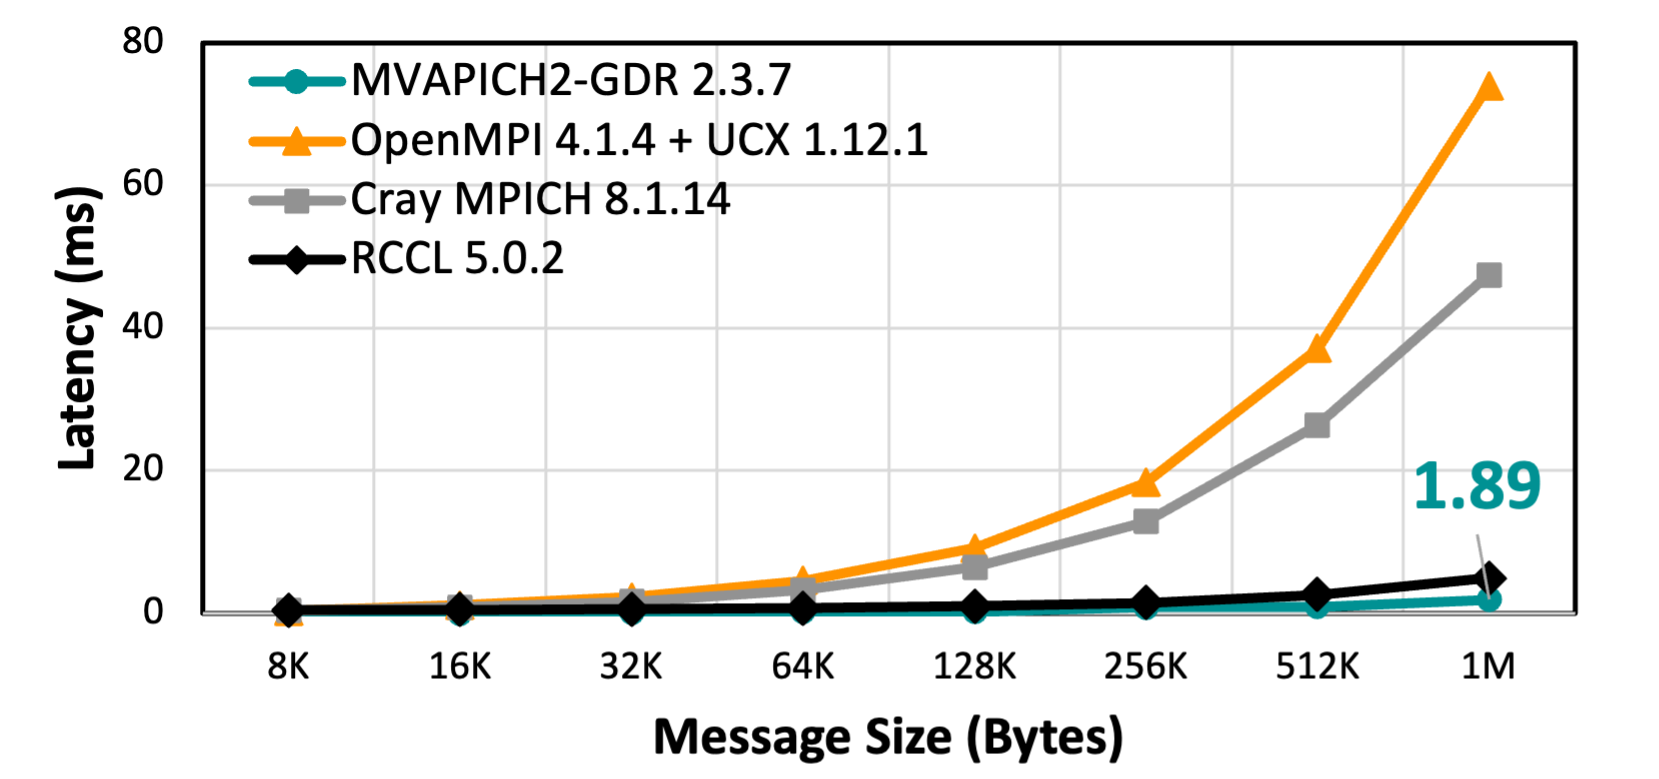 80
60
40
20
0
Latency (ms)
MVAPICH2-GDR 2.3.7
OpenMPI 4.1.4 + UCX 1.12.1
Cray MPICH 8.1.14
RCCL 5.0.2
1.89
8K 16K 32K 64K 128K 256K 512K 1M
Message Size (Bytes)